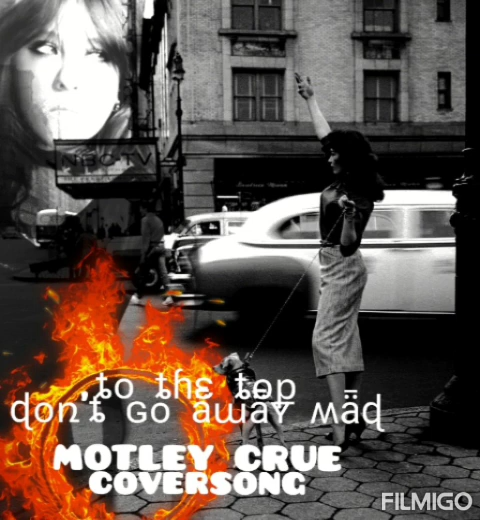 NBC-TV
to the top
don't Go away mad
MOTLEY CRUE
COVERSONG
FILMIGO